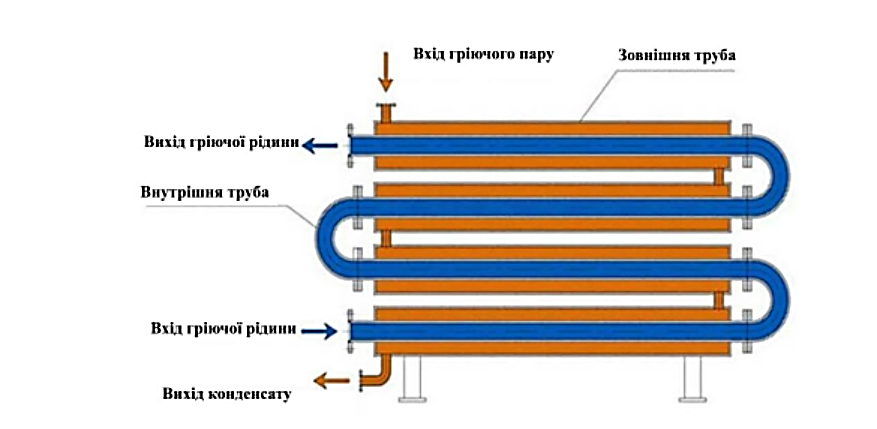 Вхід гріючого пару
Зовнішня труба
Вихід гріючої рідини
Внутрішня труба
Вхід гріючої рідини
Вихід конденсату